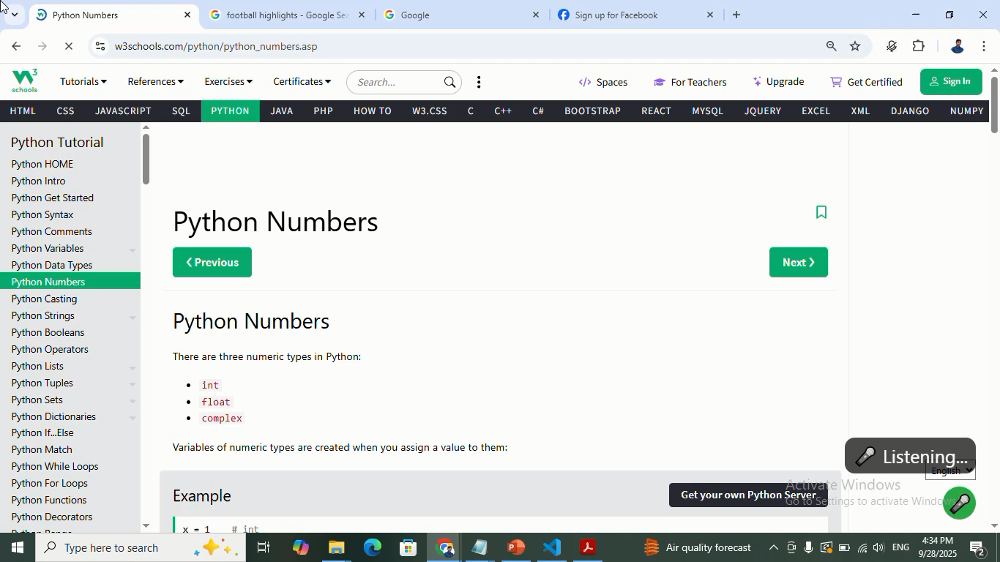 Python Numbers
football highlights - Google Sea
Google
Sign up for Facebook
w3schools.com/python/python_numbers.asp
W3 schools
Tutorials References Exercises Certificates Search... Spaces For Teachers Upgrade Get Certified Sign In
HTML CSS JAVASCRIPT SQL PYTHON JAVA PHP HOW TO W3.CSS C C++ C# BOOTSTRAP REACT MYSQL JQUERY EXCEL XML DJANGO NUMPY
Python Tutorial
Python HOME
Python Intro
Python Get Started
Python Syntax
Python Comments
Python Variables
Python Data Types
Python Numbers
Python Casting
Python Strings
Python Booleans
Python Operators
Python Lists
Python Tuples
Python Sets
Python Dictionaries
Python If...Else
Python Match
Python While Loops
Python For Loops
Python Functions
Python Decorators
Python Numbers
❮ Previous
Next ❯
Python Numbers
There are three numeric types in Python:
int
float
complex
Variables of numeric types are created when you assign a value to them:
Example
Get your own Python Server
x = 1 # int
Listening...
English
Activate Windows
Go to Settings to activate Windows
Type here to search
Air quality forecast
ENG
4:34 PM
9/28/2025
2